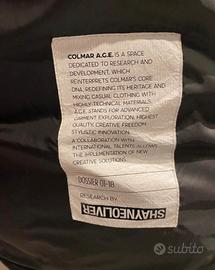 COLMAR A.G.E. IS A SPACE
DEDICATED TO RESEARCH AND
DEVELOPMENT, WHICH
REINTERPRETS COLMAR'S CORE
DNA, REDEFINING ITS HERITAGE AND
MIXING CASUAL CLOTHING WITH
HIGHLY-TECHNICAL MATERIALS.
AGE STANDS FOR ADVANCED
GARMENT EXPLORATION: HIGHEST
QUALITY, CREATIVE FREEDOM
STYLISTIC INNOVATION.
A COLLABORATION WITH
INTERNATIONAL TALENTS ALLOWS
THE IMPLEMENTATION OF NEW
CREATIVE SOLUTIONS.
DOSSIER 01-18
RESEARCH BY:
SHAYNEOLIVER
subito